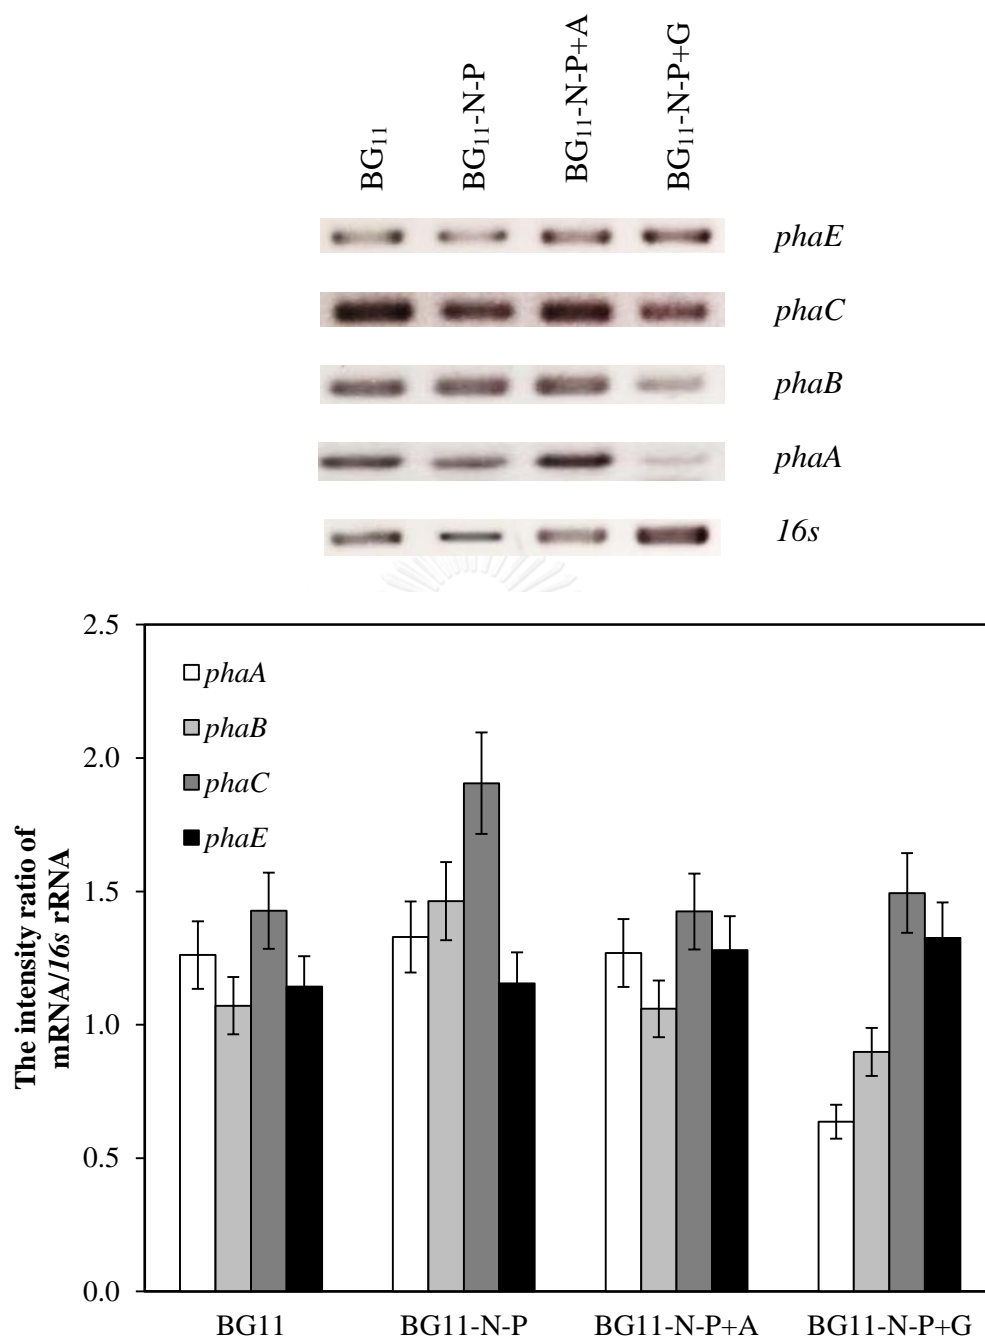 BG11
BG11-N-P
BG11-N-P+A
BG11-N-P+G
phaE
phaC
phaB
phaA
16s
2.5
2.0
1.5
1.0
0.5
0.0
The intensity ratio of
mRNA/16s rRNA
phaA
phaB
phaC
phaE
BG11
BG11-N-P
BG11-N-P+A
BG11-N-P+G